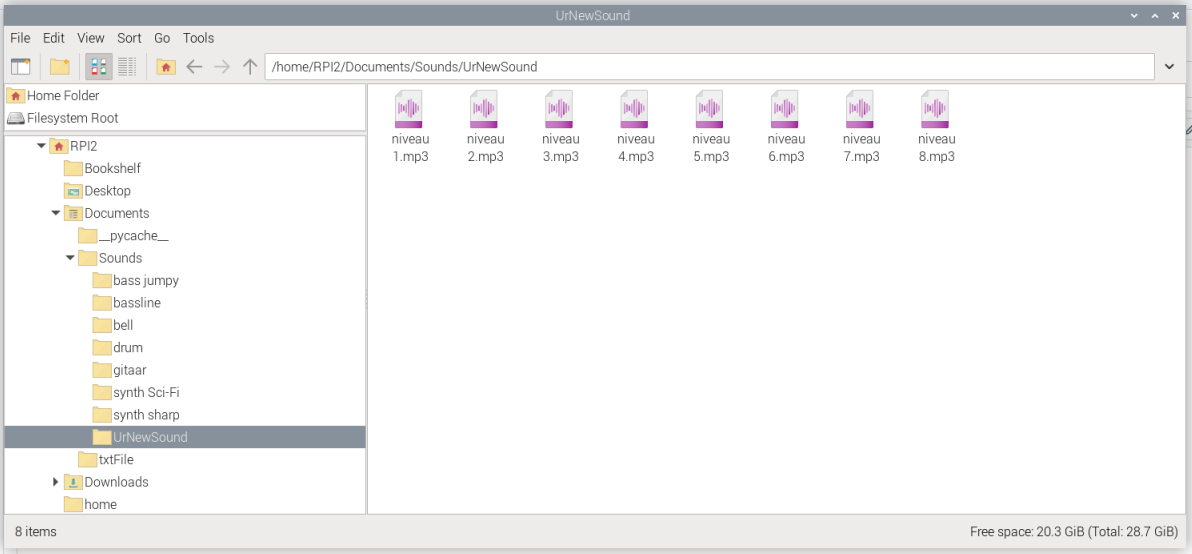 UrNewSound
File Edit View Sort Go Tools
/home/RPI2/Documents/Sounds/UrNewSound
Home Folder
Filesystem Root
RPI2
Bookshelf
Desktop
Documents
__pycache__
Sounds
bass jumpy
bassline
bell
drum
gitaar
synth Sci-Fi
synth sharp
UrNewSound
txtFile
Downloads
home
niveau
1.mp3
niveau
2.mp3
niveau
3.mp3
niveau
4.mp3
niveau
5.mp3
niveau
6.mp3
niveau
7.mp3
niveau
8.mp3
8 items
Free space: 20.3 GiB (Total: 28.7 GiB)